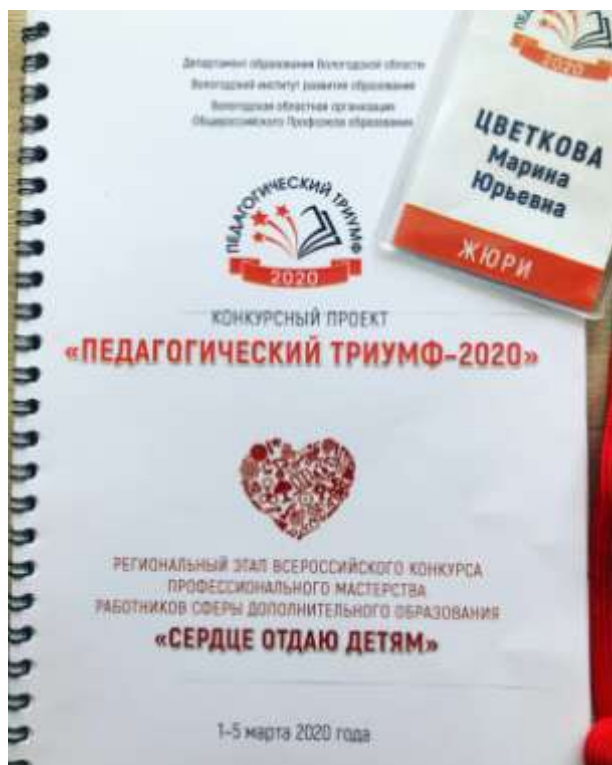 Департамент образования Вологодской области
Вологодский институт развития образования
Вологодская областная организация
Общероссийского Профсоюза образования
ПЕДАГОГИЧЕСКИЙ ТРИУМФ
2020
КОНКУРСНЫЙ ПРОЕКТ
«ПЕДАГОГИЧЕСКИЙ ТРИУМФ–2020»
РЕГИОНАЛЬНЫЙ ЭТАП ВСЕРОССИЙСКОГО КОНКУРСА
ПРОФЕССИОНАЛЬНОГО МАСТЕРСТВА
РАБОТНИКОВ СФЕРЫ ДОПОЛНИТЕЛЬНОГО ОБРАЗОВАНИЯ
«СЕРДЦЕ ОТДАЮ ДЕТЯМ»
1–5 марта 2020 года
2020
ЦВЕТКОВА
Марина
Юрьевна
ЖЮРИ